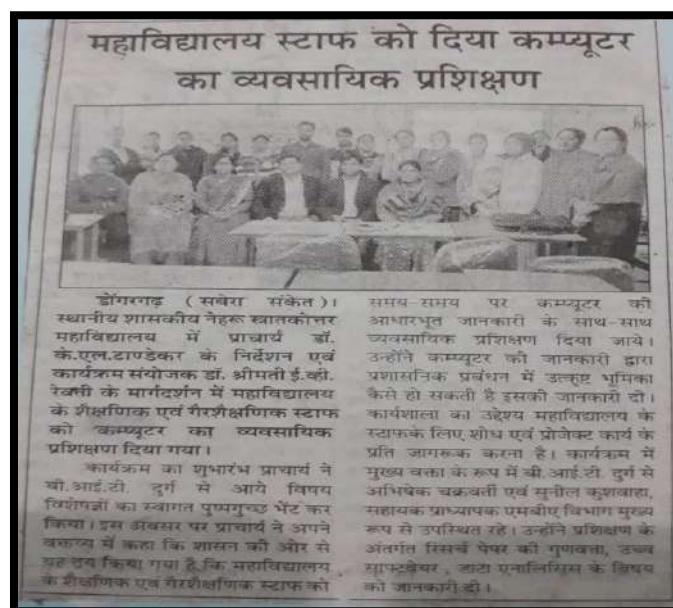 महाविद्यालय स्टाफ को दिया कम्प्यूटर
का व्यवसायिक प्रशिक्षण
डोंगरगढ़ (सबेरा संकेत)।
स्थानीय शासकीय नेहरू स्नातकोत्तर
महाविद्यालय में प्राचार्य डॉ.
के.एल.टाण्डेकर के निर्देशन एवं
कार्यक्रम संयोजक डॉ. श्रीमती ई.व्ही.
रेवती के मार्गदर्शन में महाविद्यालय
के शैक्षणिक एवं गैरशैक्षणिक स्टाफ
को कम्प्यूटर का व्यवसायिक
प्रशिक्षण दिया गया।
कार्यक्रम का शुभारंभ प्राचार्य ने
बी.आई.टी. दुर्ग से आये विषय
विशेषज्ञों का स्वागत पुष्पगुच्छ भेंट कर
किया। इस अवसर पर प्राचार्य ने अपने
वक्तव्य में कहा कि शासन की ओर से
यह तय किया गया है कि महाविद्यालय
के शैक्षणिक एवं गैरशैक्षणिक स्टाफ को
समय-समय पर कम्प्यूटर की
आधारभूत जानकारी के साथ-साथ
व्यवसायिक प्रशिक्षण दिया जाये।
उन्होंने कम्प्यूटर की जानकारी द्वारा
प्रशासनिक प्रबंधन में उत्कृष्ट भूमिका
कैसे हो सकती है इसकी जानकारी दी।
कार्यशाला का उद्देश्य महाविद्यालय के
स्टाफके लिए शोध एवं प्रोजेक्ट कार्य के
प्रति जागरूक करना है। कार्यक्रम में
मुख्य वक्ता के रूप में बी.आई.टी. दुर्ग से
अभिषेक चक्रवर्ती एवं सुनील कुशवाहा,
सहायक प्राध्यापक एमबीए विभाग मुख्य
रूप से उपस्थित रहे। उन्होंने प्रशिक्षण के
अंतर्गत रिसर्च पेपर की गुणवत्ता, उच्च
साफ्टवेयर, डाटा एनालिसिस के विषय
की जानकारी दी।